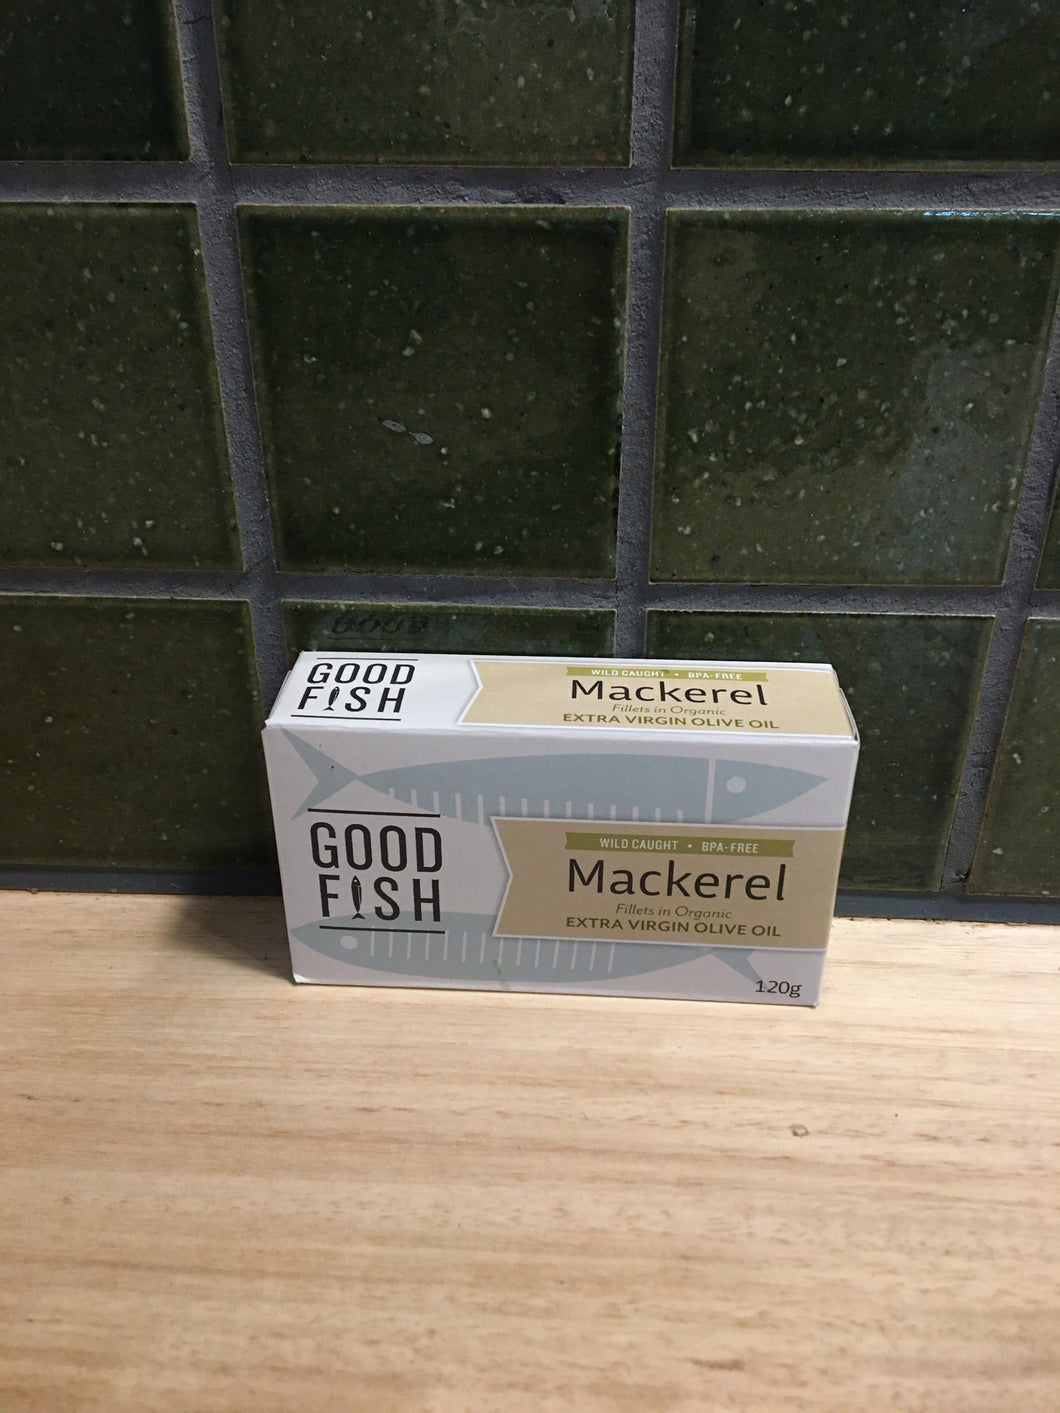 GOOD
FISH
WILD CAUGHT • BPA-FREE
Mackerel
Fillets in Organic
EXTRA VIRGIN OLIVE OIL
GOOD
FISH
WILD CAUGHT • BPA-FREE
Mackerel
Fillets in Organic
EXTRA VIRGIN OLIVE OIL
120g